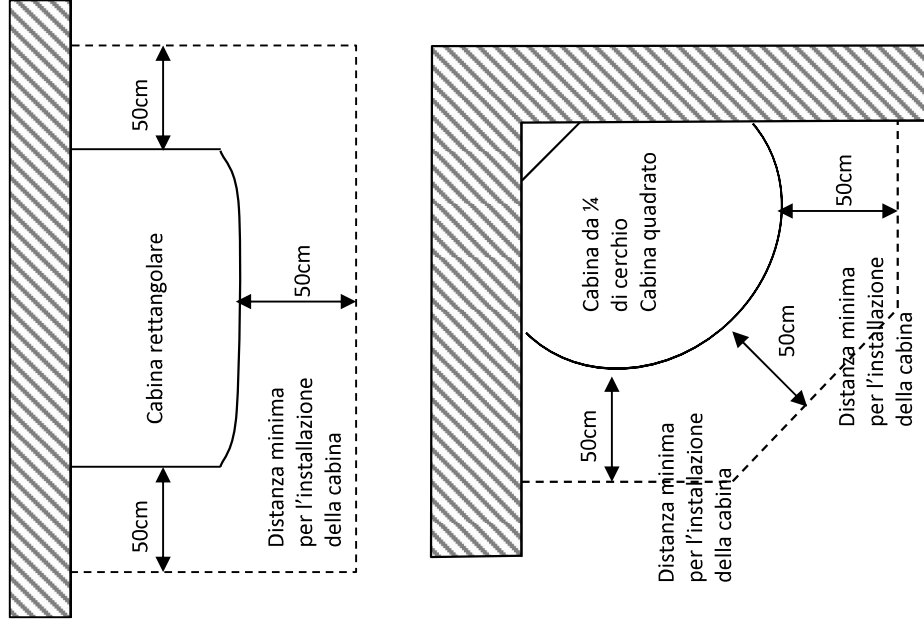 50cm
Cabina rettangolare
50cm
50cm
Distanza minima
per l'installazione
della cabina
Cabina da ¼
di cerchio
Cabina quadrato
50cm
50cm
50cm
Distanza minima
per l'installazione
della cabina
Distanza minima
per l'installazione
della cabina